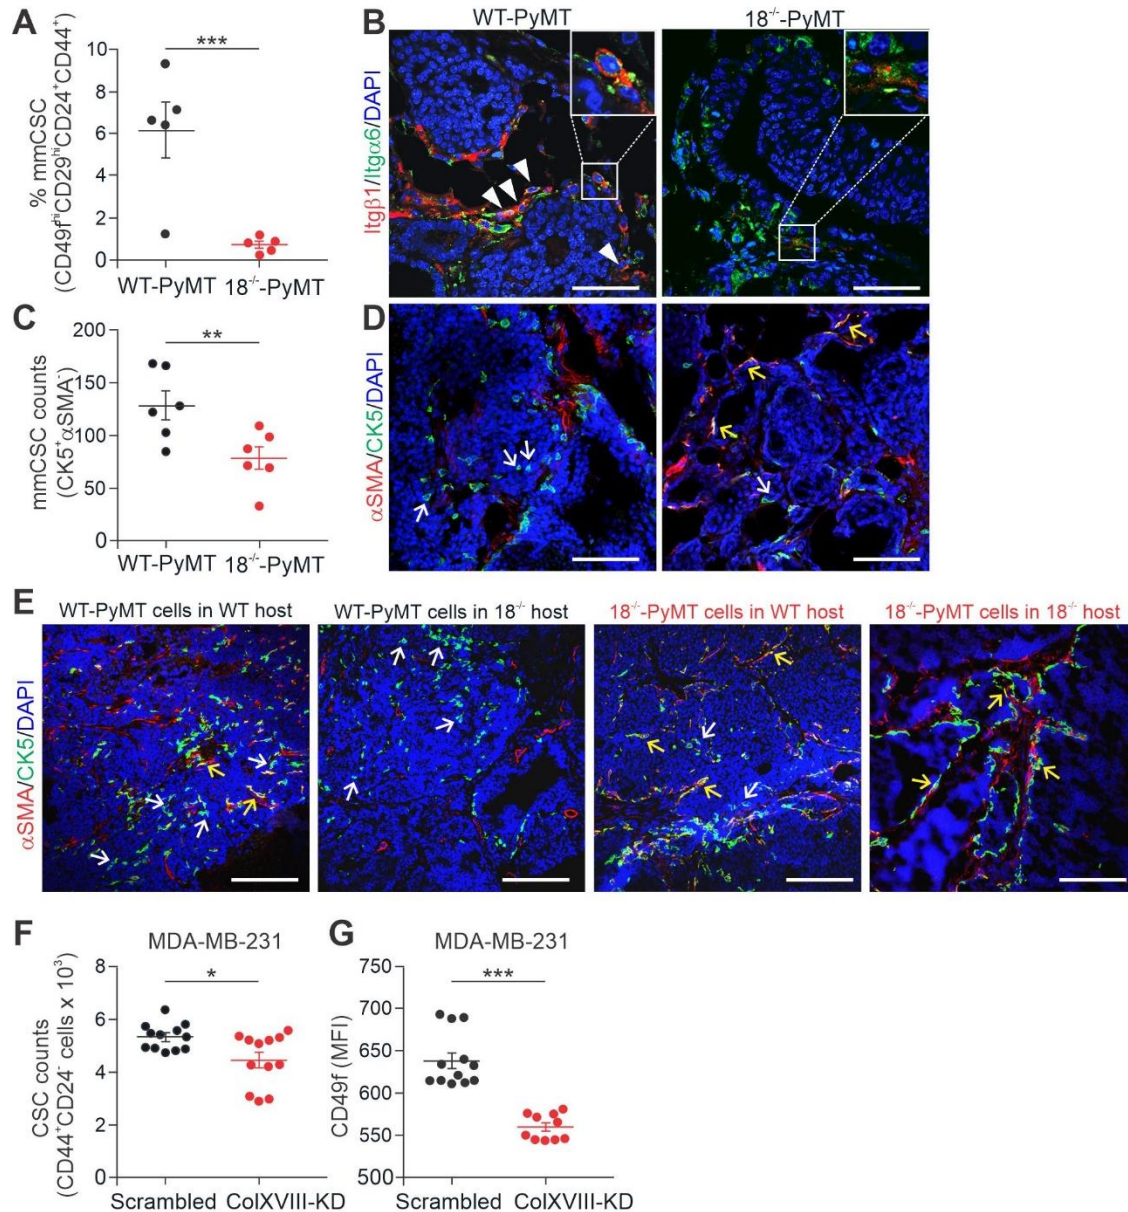 A
***
10
8
6
4
2
0
% mmCSC
(CD49fʰⁱCD29ʰⁱCD24⁺CD44⁺)
WT-PyMT 18⁻/⁻-PyMT
B
WT-PyMT 18⁻/⁻-PyMT
Itgβ1/Itgα6/DAPI
C
**
200
150
100
50
0
mmCSC counts
(CK5⁺αSMA⁻)
WT-PyMT 18⁻/⁻-PyMT
D
αSMA/CK5/DAPI
E
WT-PyMT cells in WT host
WT-PyMT cells in 18⁻/⁻ host
18⁻/⁻-PyMT cells in WT host
18⁻/⁻-PyMT cells in 18⁻/⁻ host
αSMA/CK5/DAPI
F
MDA-MB-231
*
8
6
4
2
0
CSC counts
(CD44⁺CD24⁻ cells x 10³)
Scrambled ColXVIII-KD
G
MDA-MB-231
***
750
700
650
600
550
500
CD49f (MFI)
Scrambled ColXVIII-KD